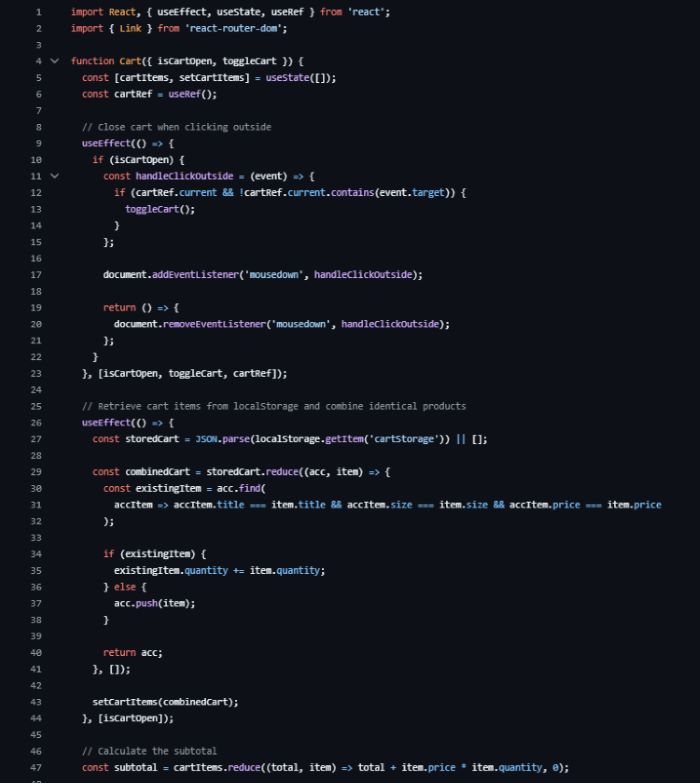 1 import React, { useEffect, useState, useRef } from 'react';
2 import { Link } from 'react-router-dom';
3
4 function Cart({ isCartOpen, toggleCart }) {
5   const [cartItems, setCartItems] = useState([]);
6   const cartRef = useRef();
7
8   // Close cart when clicking outside
9   useEffect(() => {
10     if (isCartOpen) {
11       const handleClickOutside = (event) => {
12         if (cartRef.current && !cartRef.current.contains(event.target)) {
13           toggleCart();
14         }
15       };
16
17       document.addEventListener('mousedown', handleClickOutside);
18
19       return () => {
20         document.removeEventListener('mousedown', handleClickOutside);
21       };
22     }
23   }, [isCartOpen, toggleCart, cartRef]);
24
25   // Retrieve cart items from localStorage and combine identical products
26   useEffect(() => {
27     const storedCart = JSON.parse(localStorage.getItem('cartStorage')) || [];
28
29     const combinedCart = storedCart.reduce((acc, item) => {
30       const existingItem = acc.find(
31         accItem => accItem.title === item.title && accItem.size === item.size && accItem.price === item.price
32       );
33
34       if (existingItem) {
35         existingItem.quantity += item.quantity;
36       } else {
37         acc.push(item);
38       }
39
40       return acc;
41     }, []);
42
43     setCartItems(combinedCart);
44   }, [isCartOpen]);
45
46   // Calculate the subtotal
47   const subtotal = cartItems.reduce((total, item) => total + item.price * item.quantity, 0);